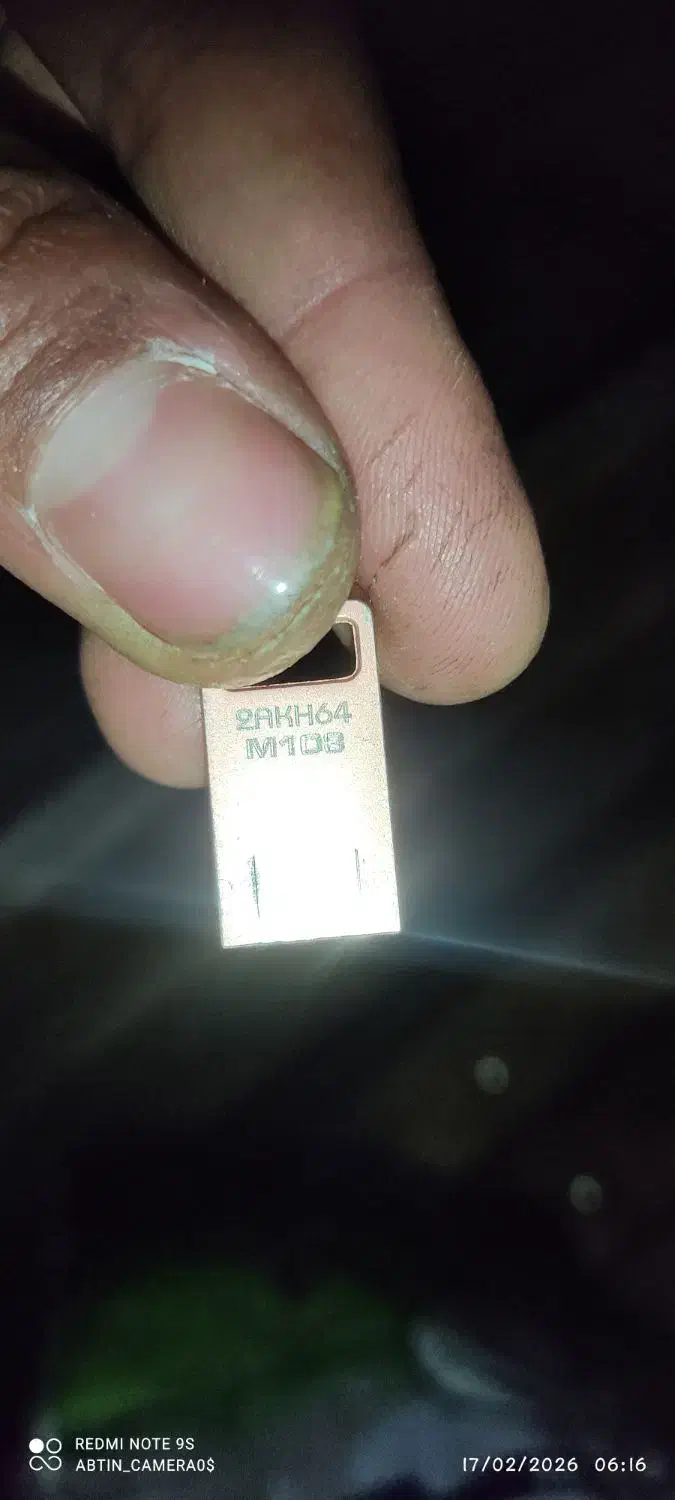 2AKH64
M108
REDMI NOTE 9S
ABTIN_CAMERA0$
17/02/2026 06:16